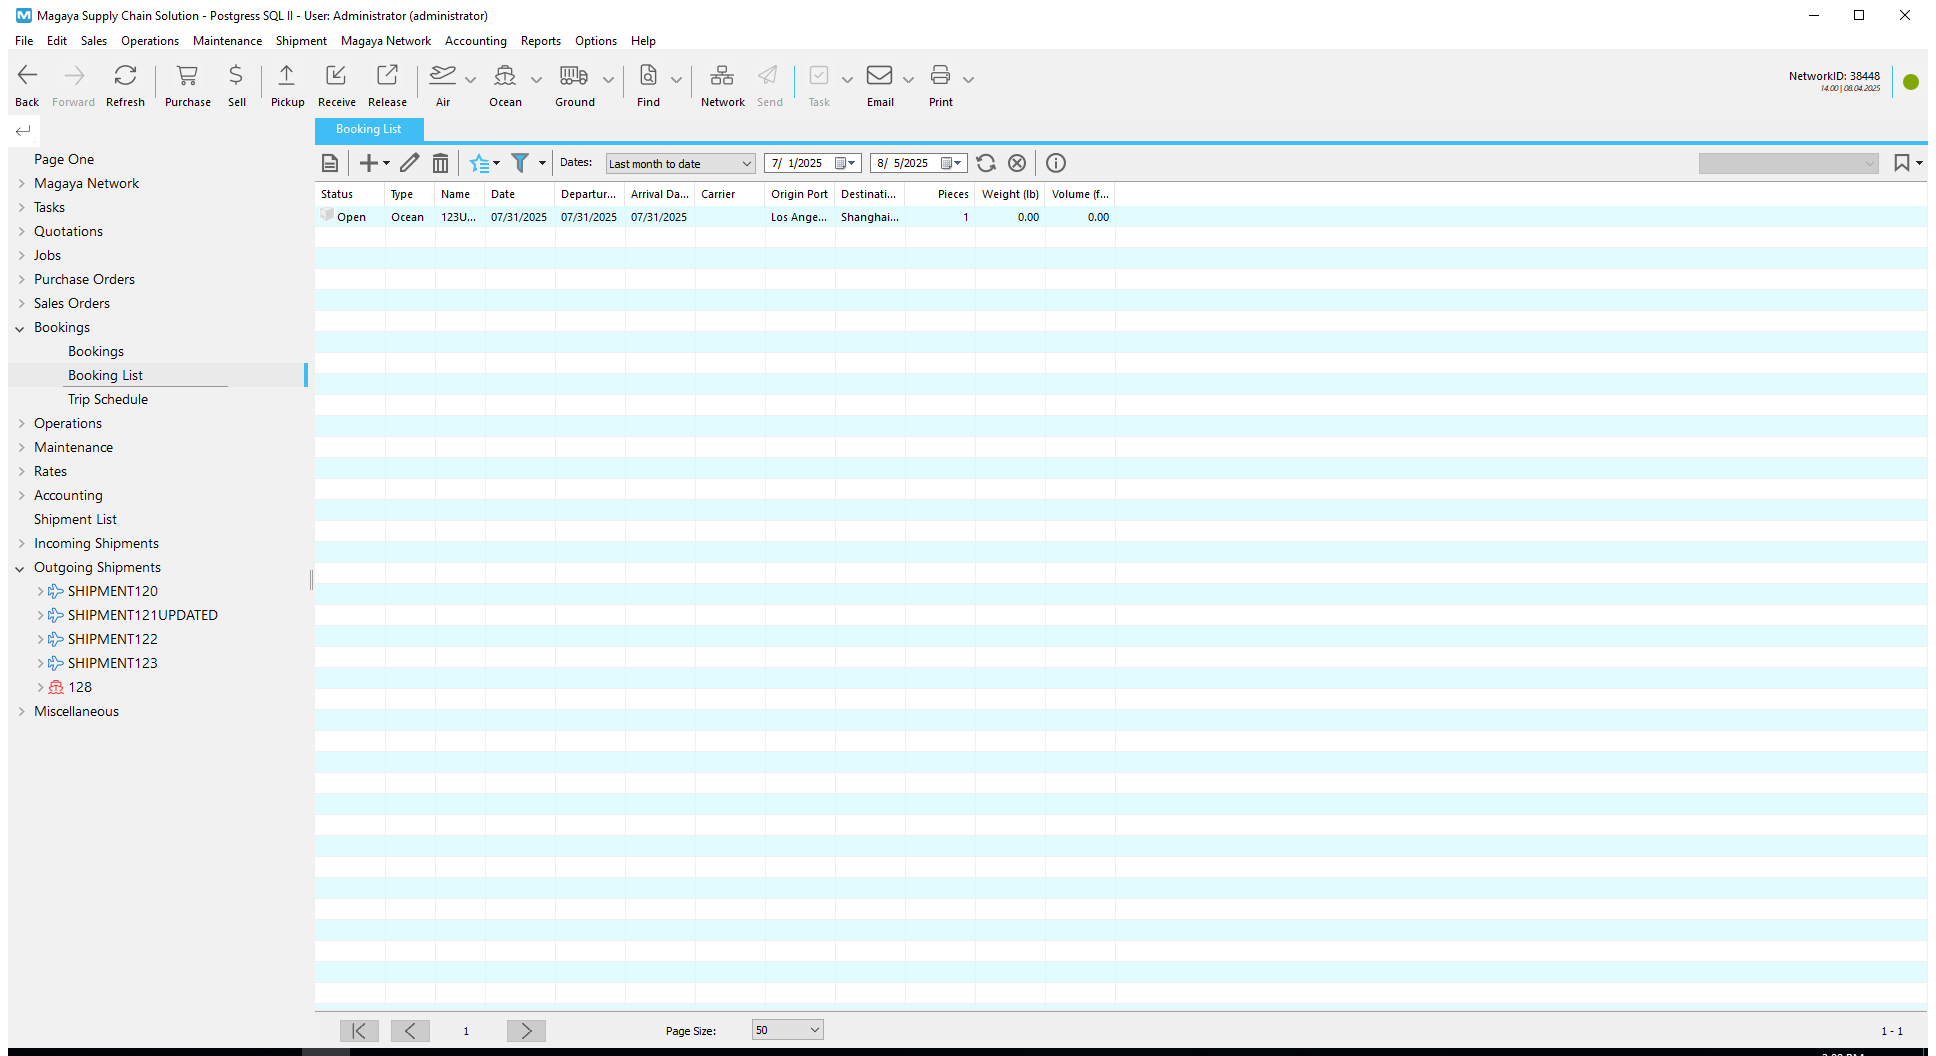 Magaya Supply Chain Solution - Postgress SQL II - User: Administrator (administrator)
File Edit Sales Operations Maintenance Shipment Magaya Network Accounting Reports Options Help
Back Forward Refresh Purchase Sell Pickup Receive Release Air Ocean Ground Find Network Send Task Email Print
NetworkID: 38448
14.00 | 08.04.2025
Page One
Magaya Network
Tasks
Quotations
Jobs
Purchase Orders
Sales Orders
Bookings
Bookings
Booking List
Trip Schedule
Operations
Maintenance
Rates
Accounting
Shipment List
Incoming Shipments
Outgoing Shipments
SHIPMENT120
SHIPMENT121UPDATED
SHIPMENT122
SHIPMENT123
128
Miscellaneous
Booking List
Dates: Last month to date 7/ 1/2025 8/ 5/2025
Status Type Name Date Departur... Arrival Da... Carrier Origin Port Destinati... Pieces Weight (lb) Volume (f...
Open Ocean 123U... 07/31/2025 07/31/2025 07/31/2025 Los Ange... Shanghai... 1 0.00 0.00
1 Page Size: 50 1 - 1